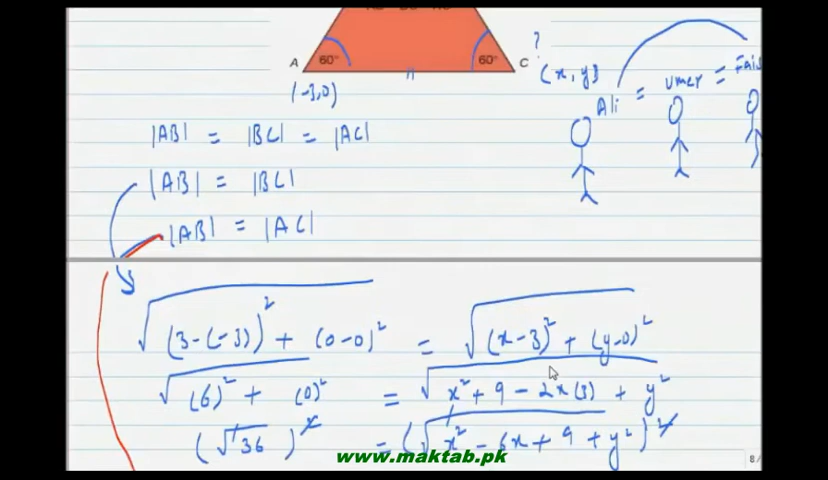 A 60° 60° C ?
(-3,0) (x, y)
Ali = Umer = Fais
|AB| = |BC| = |AC|
|AB| = |BC|
|AB| = |AC|
√(3-(-3))² + (0-0)² = √(x-3)² + (y-0)²
√(6)² + (0)² = √x² + 9 - 2x(3) + y²
(√36)² = (√x² - 6x + 9 + y²)²
www.maktab.pk
8/